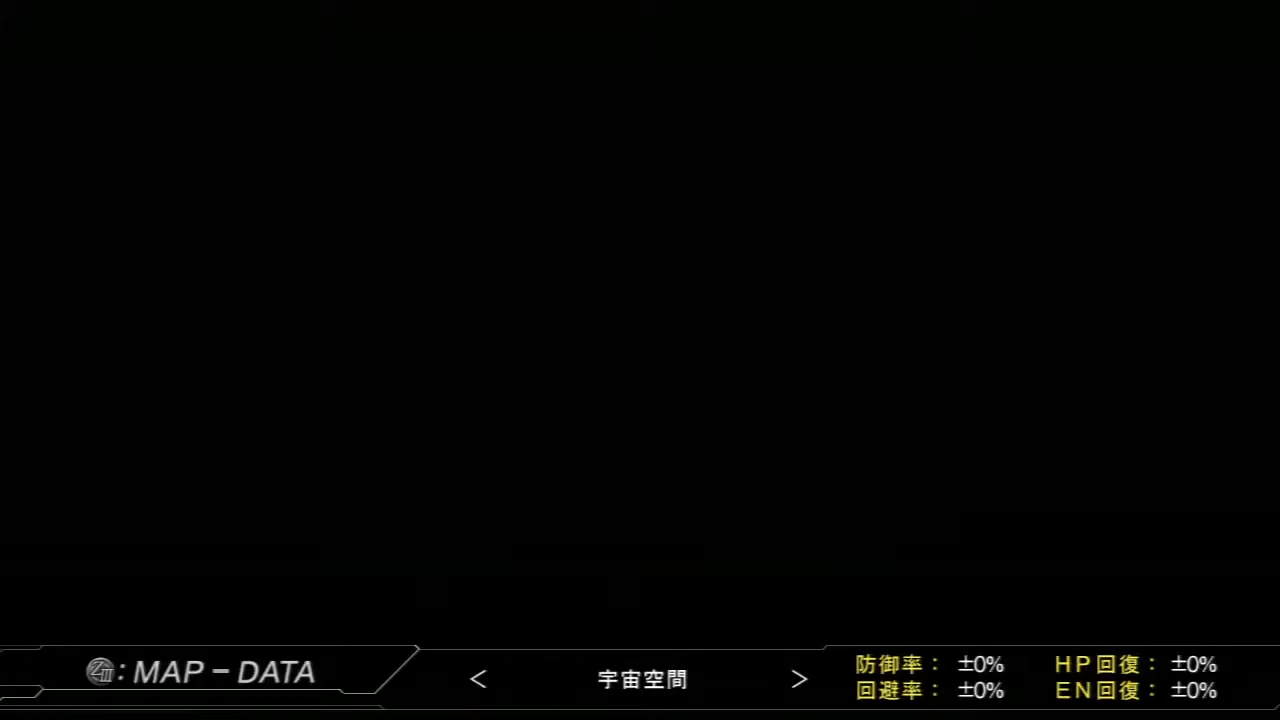 ZIII : MAP - DATA
< 宇宙空間 >
防御率： ±0% HP回復： ±0%
回避率： ±0% EN回復： ±0%